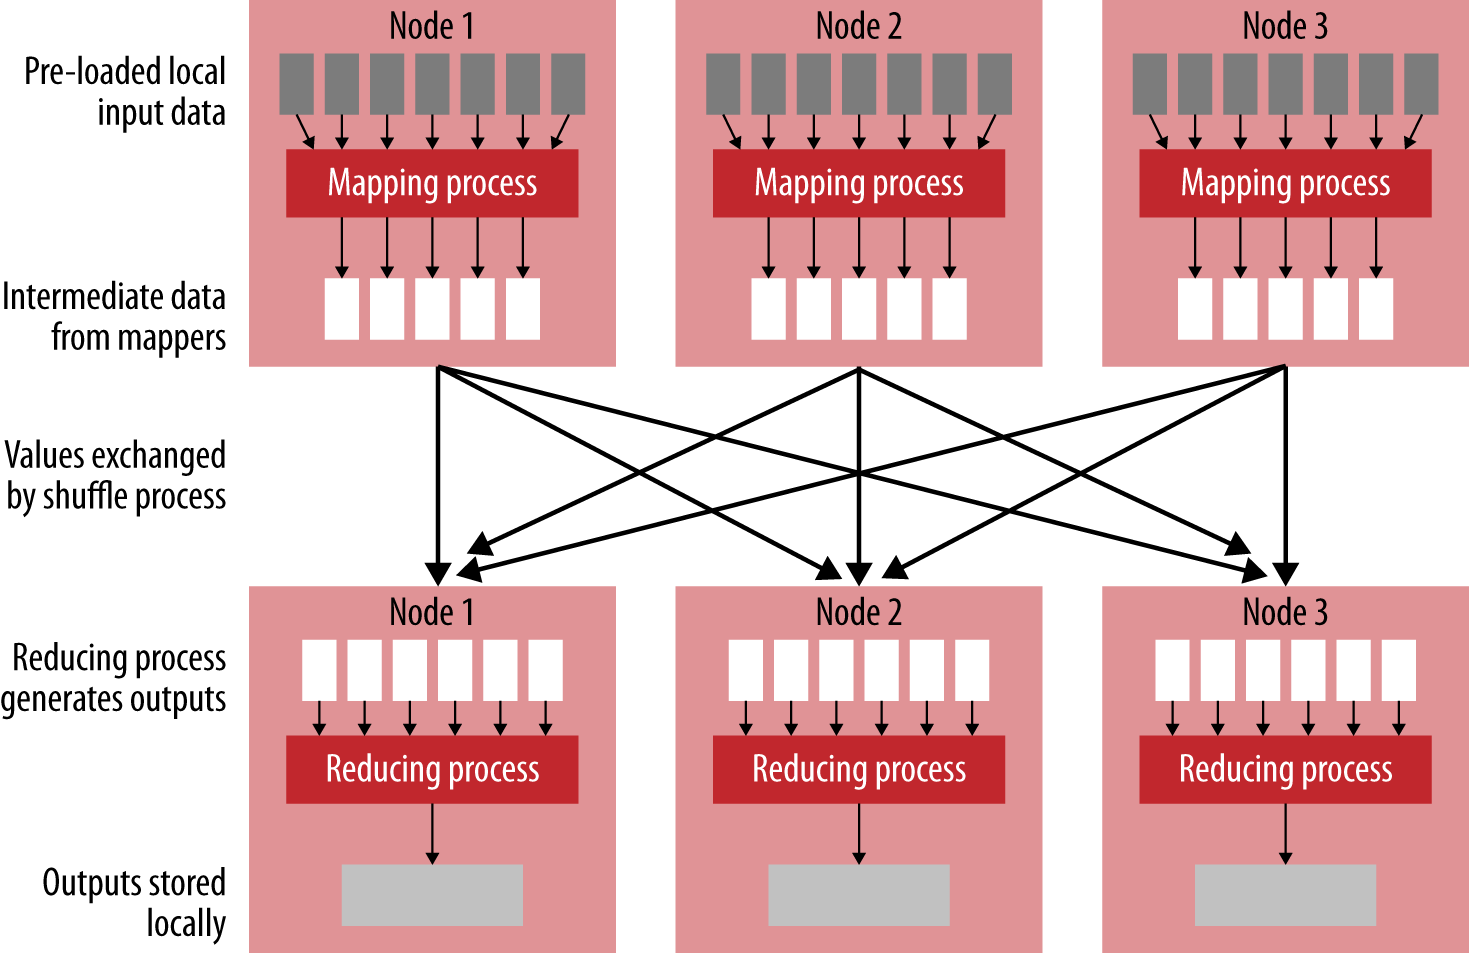 Node 1
Node 2
Node 3
Pre-loaded local
input data
Mapping process
Mapping process
Mapping process
Intermediate data
from mappers
Values exchanged
by shuffle process
Node 1
Node 2
Node 3
Reducing process
generates outputs
Reducing process
Reducing process
Reducing process
Outputs stored
locally